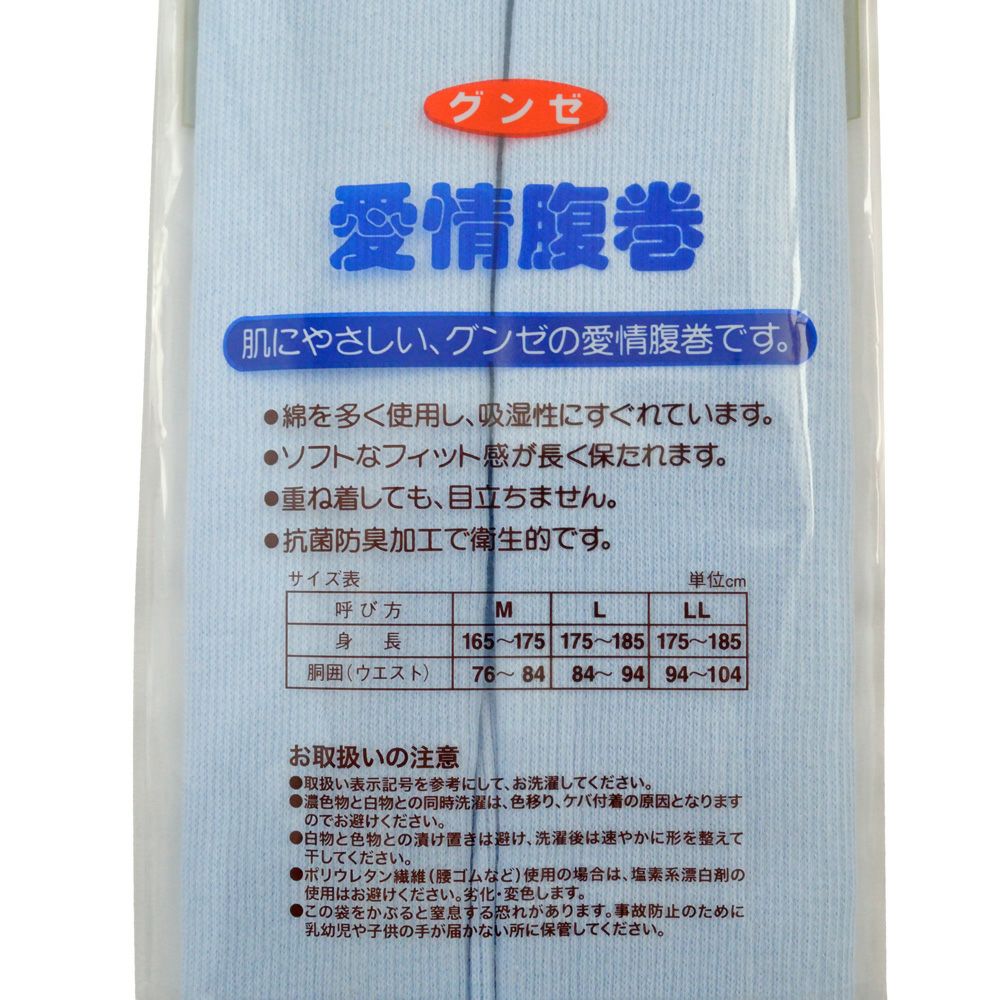 グンゼ
愛情腹巻
肌にやさしい、グンゼの愛情腹巻です。
●綿を多く使用し、吸湿性にすぐれています。
●ソフトなフィット感が長く保たれます。
●重ね着しても、目立ちません。
●抗菌防臭加工で衛生的です。
サイズ表 単位cm
呼び方 M L LL
身長 165〜175 175〜185 175〜185
胴囲(ウエスト) 76〜84 84〜94 94〜104
お取扱いの注意
●取扱い表示記号を参考にして、お洗濯してください。
●濃色物と白物との同時洗濯は、色移り、ケバ付着の原因となります
のでお避けください。
●白物と色物との漬け置きは避け、洗濯後は速やかに形を整えて
干してください。
●ポリウレタン繊維(腰ゴムなど)使用の場合は、塩素系漂白剤の
使用はお避けください。劣化・変色します。
●この袋をかぶると窒息する恐れがあります。事故防止のために
乳幼児や子供の手が届かない所に保管してください。